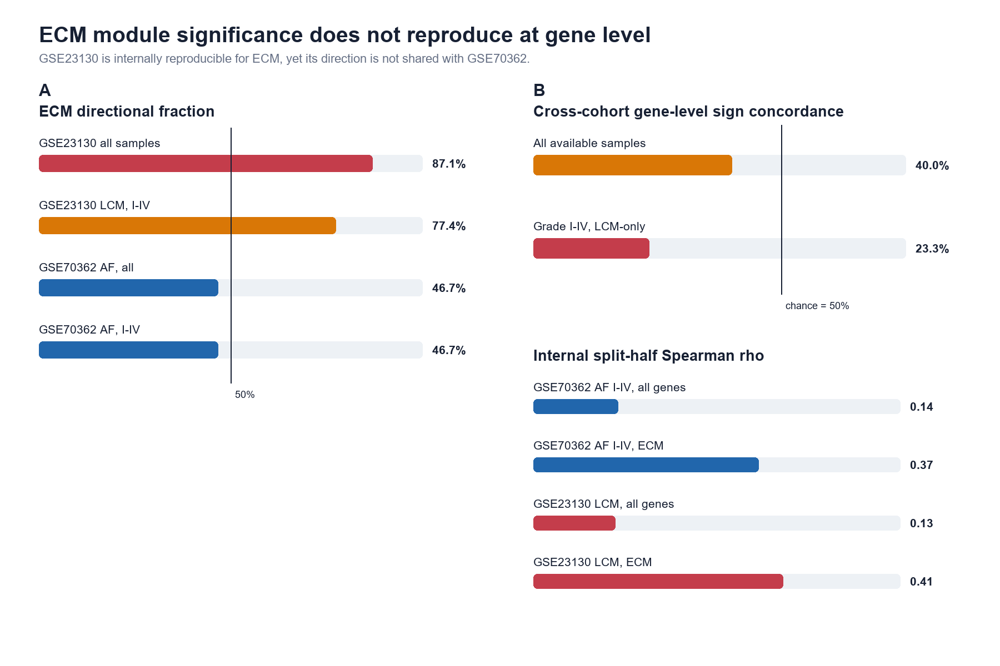 ECM module significance does not reproduce at gene level
GSE23130 is internally reproducible for ECM, yet its direction is not shared with GSE70362.
A
ECM directional fraction
GSE23130 all samples
87.1%
GSE23130 LCM, I-IV
77.4%
GSE70362 AF, all
46.7%
GSE70362 AF, I-IV
46.7%
50%
B
Cross-cohort gene-level sign concordance
All available samples
40.0%
Grade I-IV, LCM-only
23.3%
chance = 50%
Internal split-half Spearman rho
GSE70362 AF I-IV, all genes
0.14
GSE70362 AF I-IV, ECM
0.37
GSE23130 LCM, all genes
0.13
GSE23130 LCM, ECM
0.41